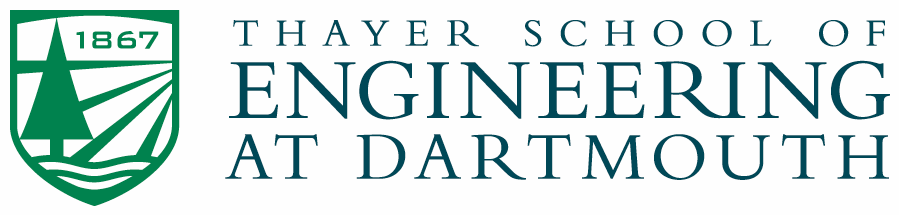 1867
THAYER SCHOOL OF
ENGINEERING
AT DARTMOUTH